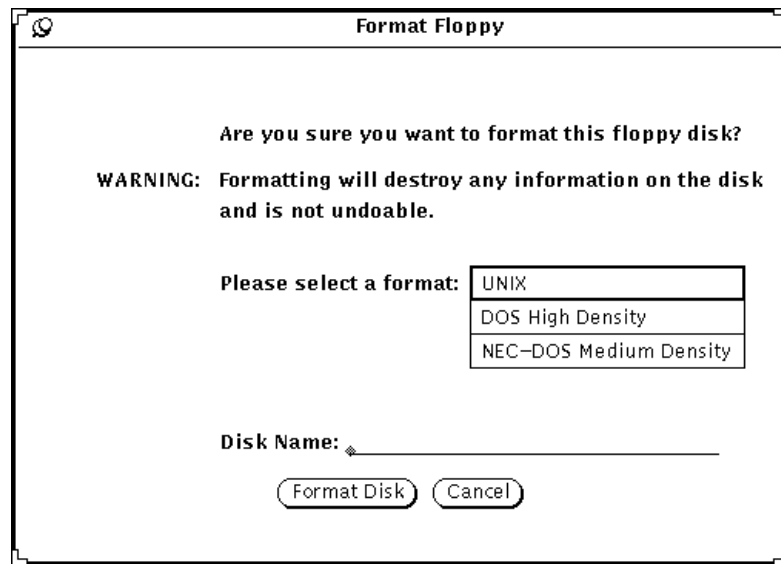 Format Floppy
Are you sure you want to format this floppy disk?
WARNING: Formatting will destroy any information on the disk
and is not undoable.
Please select a format: UNIX
DOS High Density
NEC-DOS Medium Density
Disk Name:
Format Disk Cancel